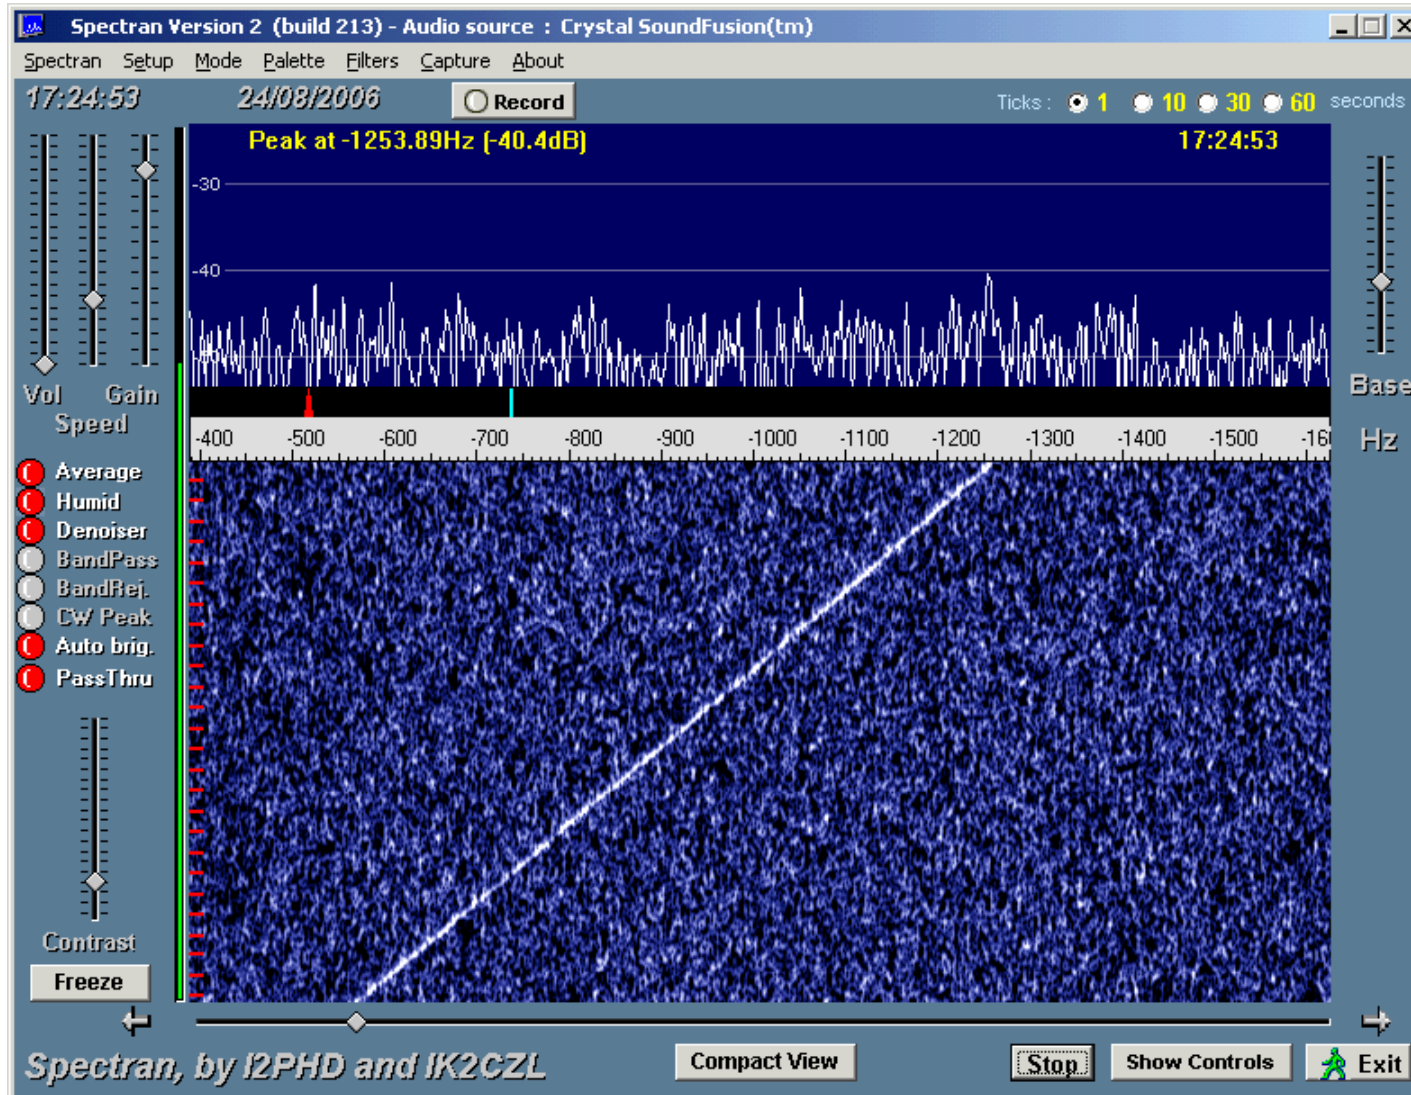 Spectran Version 2 (build 213) - Audio source : Crystal SoundFusion(tm)
Spectran Setup Mode Palette Filters Capture About
17:24:53 24/08/2006 Record Ticks : 1 10 30 60 seconds
Peak at -1253.89Hz (-40.4dB) 17:24:53
-30
-40
Vol Gain
Speed
Base
-400 -500 -600 -700 -800 -900 -1000 -1100 -1200 -1300 -1400 -1500 -160
Hz
Average
Humid
Denoiser
BandPass
BandRej.
CW Peak
Auto brig.
PassThru
Contrast
Freeze
Spectran, by I2PHD and IK2CZL Compact View Stop Show Controls Exit